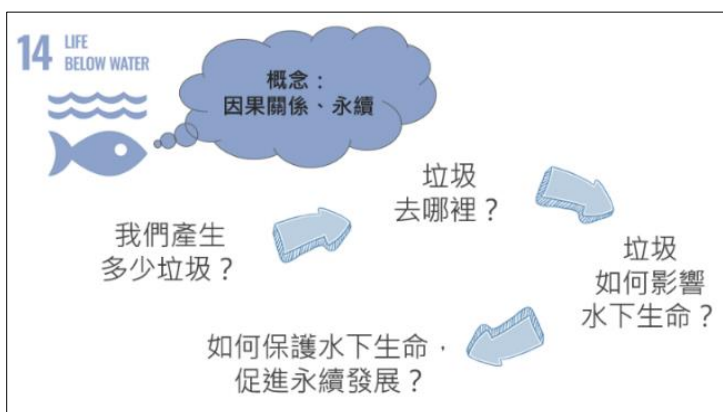 14 LIFE
BELOW WATER
概念：
因果關係、永續
垃圾
去哪裡？
我們產生
多少垃圾？
垃圾
如何影響
水下生命？
如何保護水下生命，
促進永續發展？